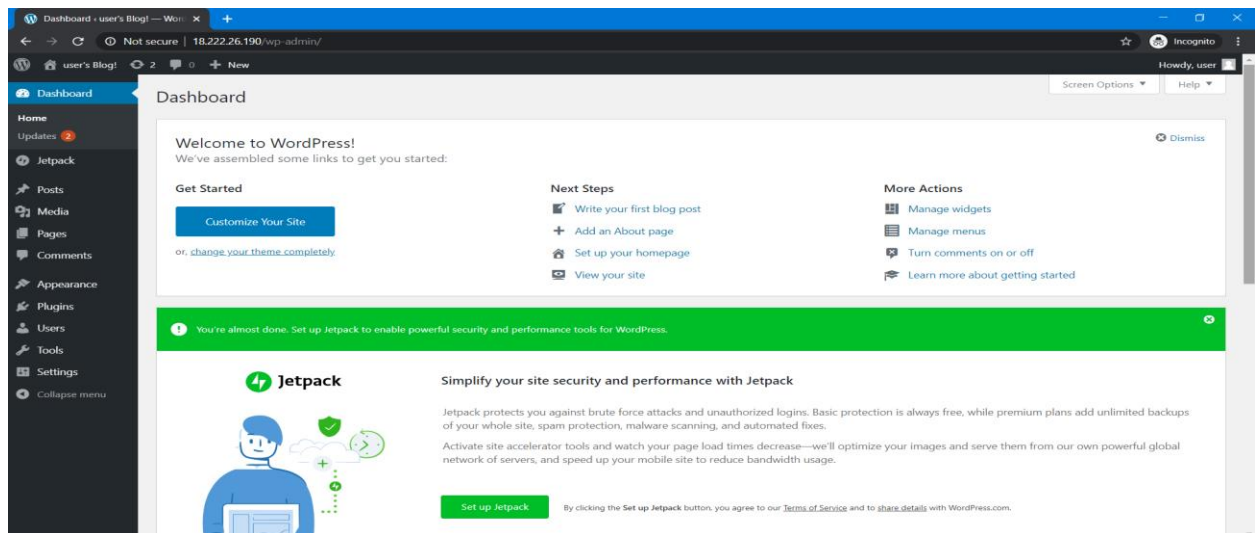 Dashboard ‹ user's Blog! — Wor
Not secure | 18.222.26.190/wp-admin/
Incognito
user's Blog! 2 0 + New
Howdy, user
Dashboard
Home
Updates 2
Jetpack
Posts
Media
Pages
Comments
Appearance
Plugins
Users
Tools
Settings
Collapse menu
Dashboard
Screen Options ▼
Help ▼
Welcome to WordPress!
Dismiss
We've assembled some links to get you started:
Get Started
Customize Your Site
or, change your theme completely
Next Steps
Write your first blog post
Add an About page
Set up your homepage
View your site
More Actions
Manage widgets
Manage menus
Turn comments on or off
Learn more about getting started
You're almost done. Set up Jetpack to enable powerful security and performance tools for WordPress.
Jetpack
Simplify your site security and performance with Jetpack
Jetpack protects you against brute force attacks and unauthorized logins. Basic protection is always free, while premium plans add unlimited backups
of your whole site, spam protection, malware scanning, and automated fixes.
Activate site accelerator tools and watch your page load times decrease—we'll optimize your images and serve them from our own powerful global
network of servers, and speed up your mobile site to reduce bandwidth usage.
Set up Jetpack
By clicking the Set up Jetpack button, you agree to our Terms of Service and to share details with WordPress.com.